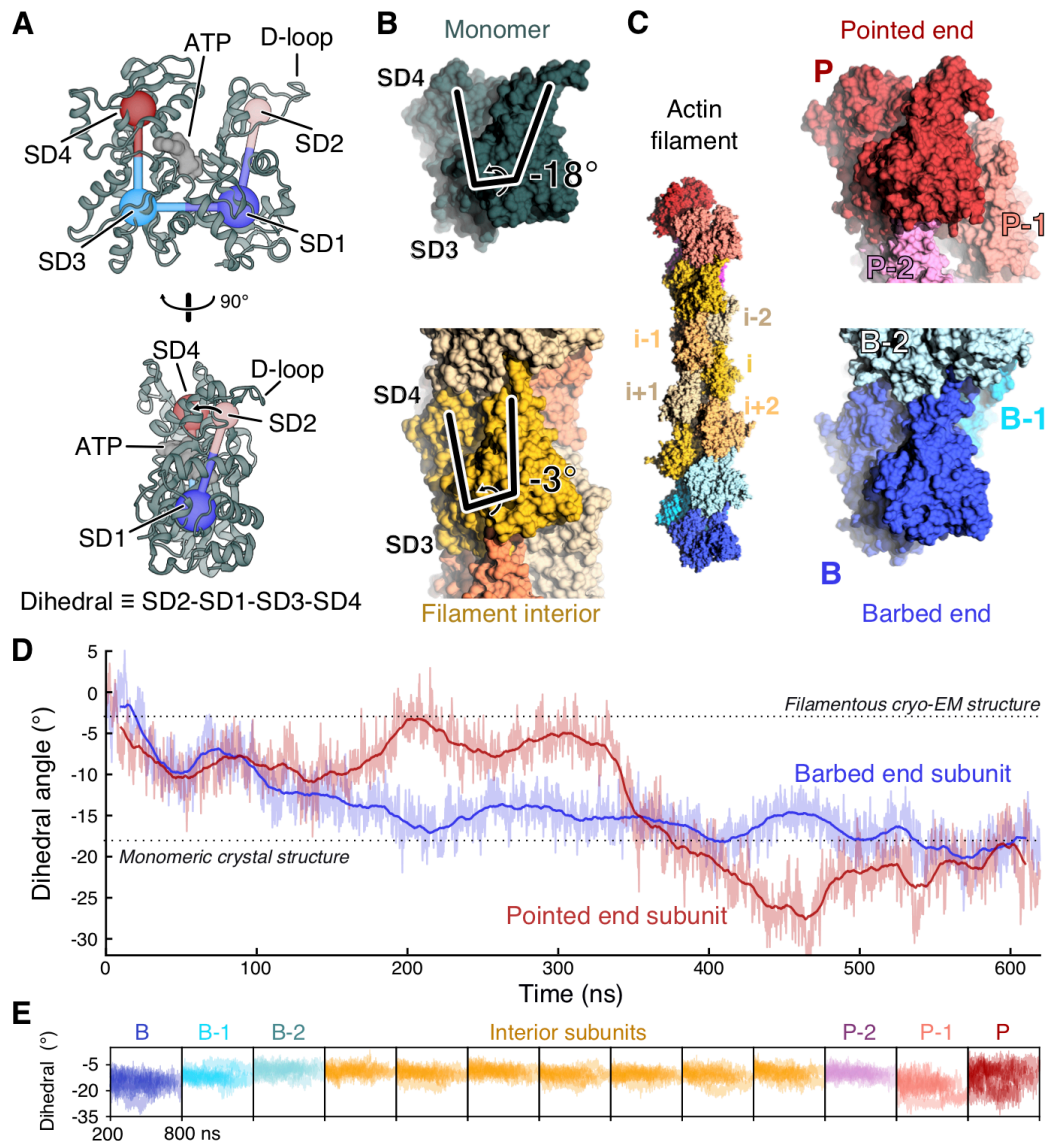 A
ATP
D-loop
SD4
SD2
SD3
SD1
90°
SD4
D-loop
SD2
ATP
SD1
Dihedral ≡ SD2-SD1-SD3-SD4
B
Monomer
SD4
-18°
SD3
SD4
-3°
SD3
Filament interior
C
Actin
filament
i-2
i-1
i
i+1
i+2
Pointed end
P
P-1
P-2
B-2
B-1
B
Barbed end
D
Dihedral angle (°)
5
0
-5
-10
-15
-20
-25
-30
Filamentous cryo-EM structure
Barbed end subunit
Monomeric crystal structure
Pointed end subunit
0 100 200 300 400 500 600
Time (ns)
E
B B-1 B-2 Interior subunits P-2 P-1 P
Dihedral (°)
-5
-20
-35
200 800 ns